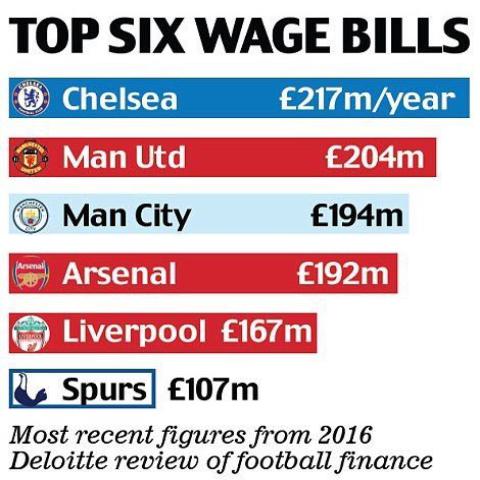 TOP SIX WAGE BILLS
Chelsea £217m/year
Man Utd £204m
Man City £194m
Arsenal
Arsenal £192m
Liverpool £167m
Spurs £107m
Most recent figures from 2016
Deloitte review of football finance